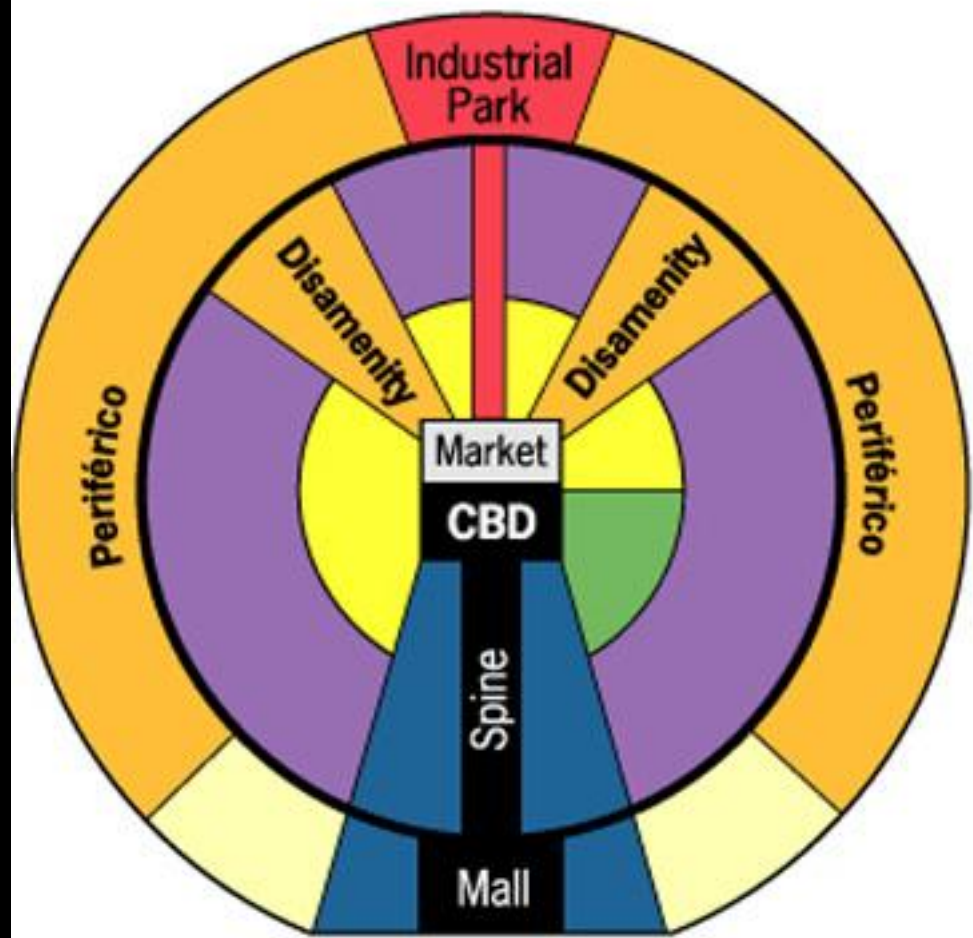 Industrial
Park
Disamenity
Disamenity
Periférico
Periférico
Market
CBD
Spine
Mall